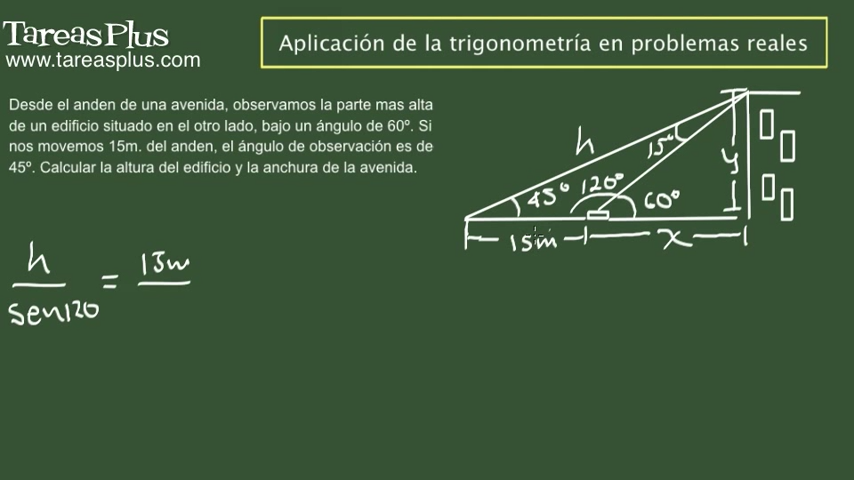 TareasPlus
www.tareasplus.com
Aplicación de la trigonometría en problemas reales
Desde el anden de una avenida, observamos la parte mas alta
de un edificio situado en el otro lado, bajo un ángulo de 60º. Si
nos movemos 15m. del anden, el ángulo de observación es de
45º. Calcular la altura del edificio y la anchura de la avenida.
h
15º
y
45º 120º
60º
15m
x
h
sen120
=
15m